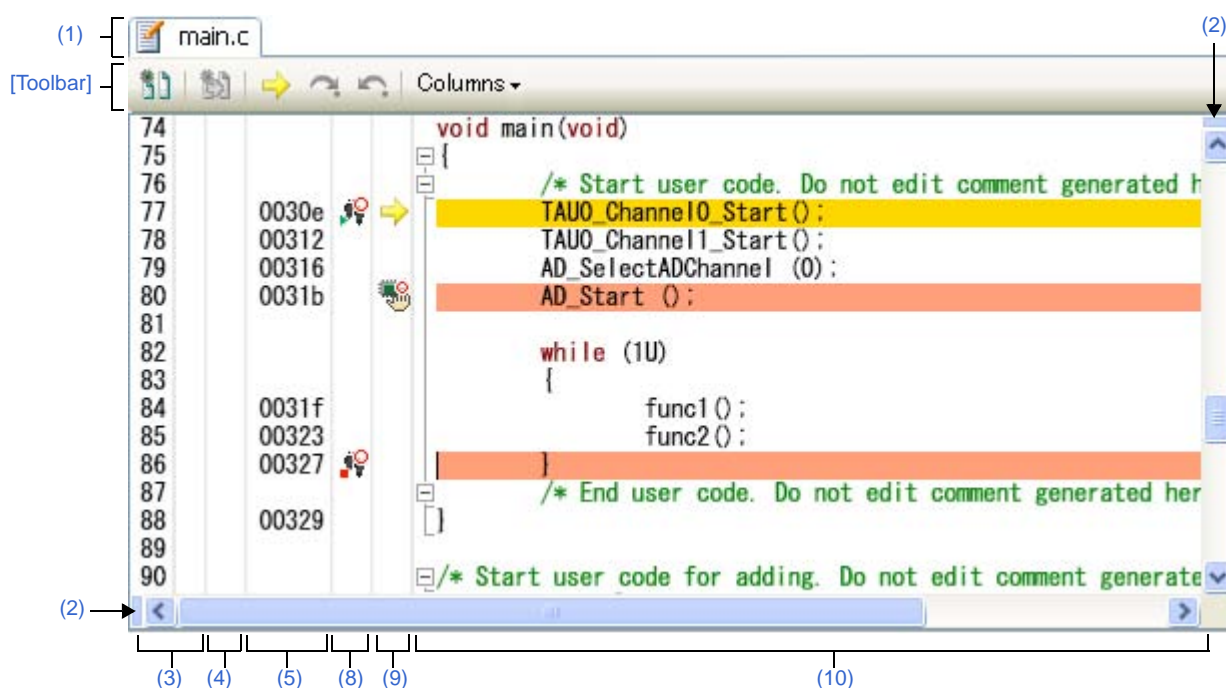 (1)
main.c
(2)
[Toolbar]
Columns
74 void main(void)
75 {
76 /* Start user code. Do not edit comment generated h
77 0030e TAU0_Channel0_Start();
78 00312 TAU0_Channel1_Start();
79 00316 AD_SelectADChannel (0);
80 0031b AD_Start ();
81
82 while (1U)
83 {
84 0031f func1();
85 00323 func2();
86 00327 }
87 /* End user code. Do not edit comment generated her
88 00329 }
89
90 /* Start user code for adding. Do not edit comment generate
(2)
(3) (4) (5) (8) (9) (10)